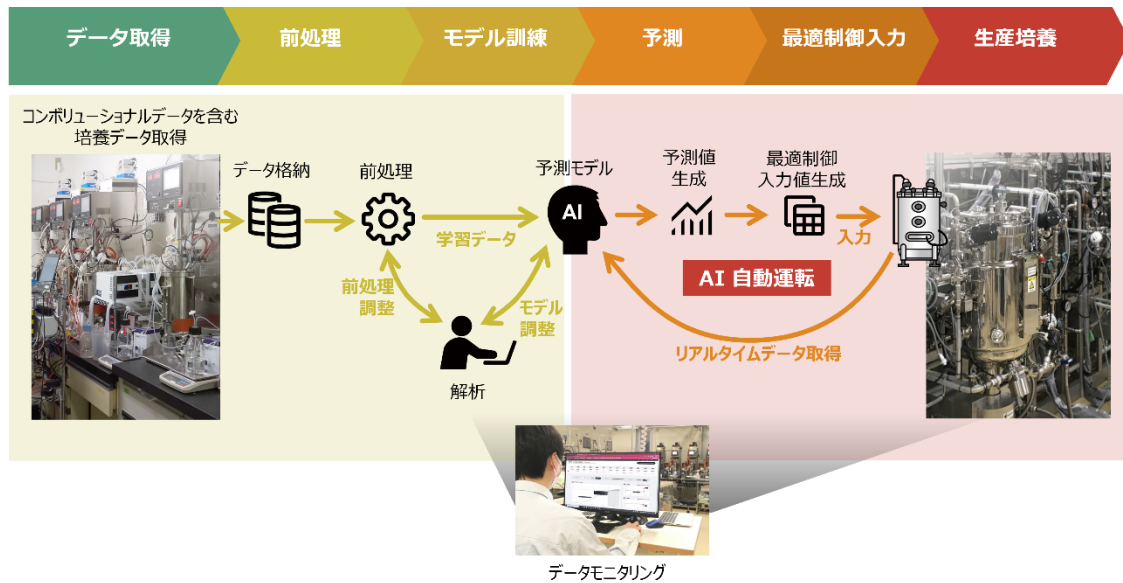 データ取得
前処理
モデル訓練
予測
最適制御入力
生産培養
コンボリューショナルデータを含む
培養データ取得
データ格納
前処理
学習データ
前処理
調整
モデル
調整
解析
予測モデル
AI
予測値
生成
最適制御
入力値生成
入力
AI 自動運転
リアルタイムデータ取得
データモニタリング